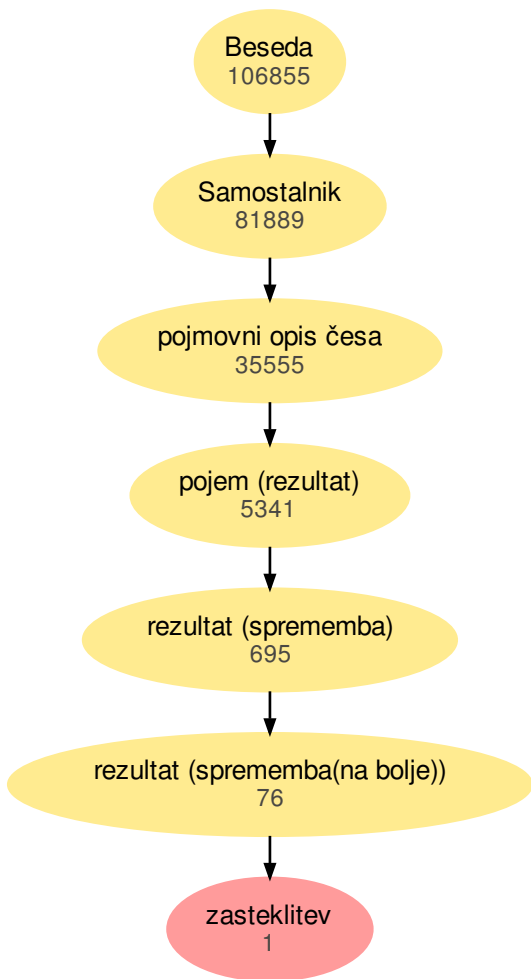 Beseda
106855
Samostalnik
81889
pojmovni opis česa
35555
pojem (rezultat)
5341
rezultat (sprememba)
695
rezultat (sprememba(na bolje))
76
zasteklitev
1